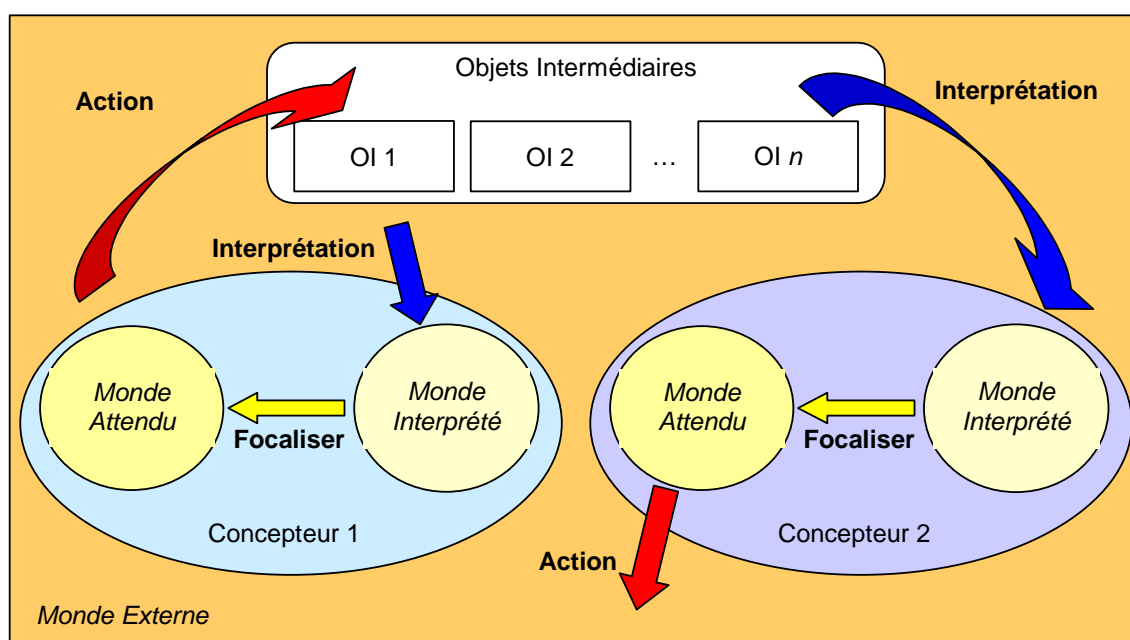 Objets Intermédiaires
Action
Interprétation
OI 1
OI 2
…
OI n
Interprétation
Monde
Attendu
Focaliser
Monde
Interprété
Concepteur 1
Monde
Attendu
Focaliser
Monde
Interprété
Concepteur 2
Action
Monde Externe